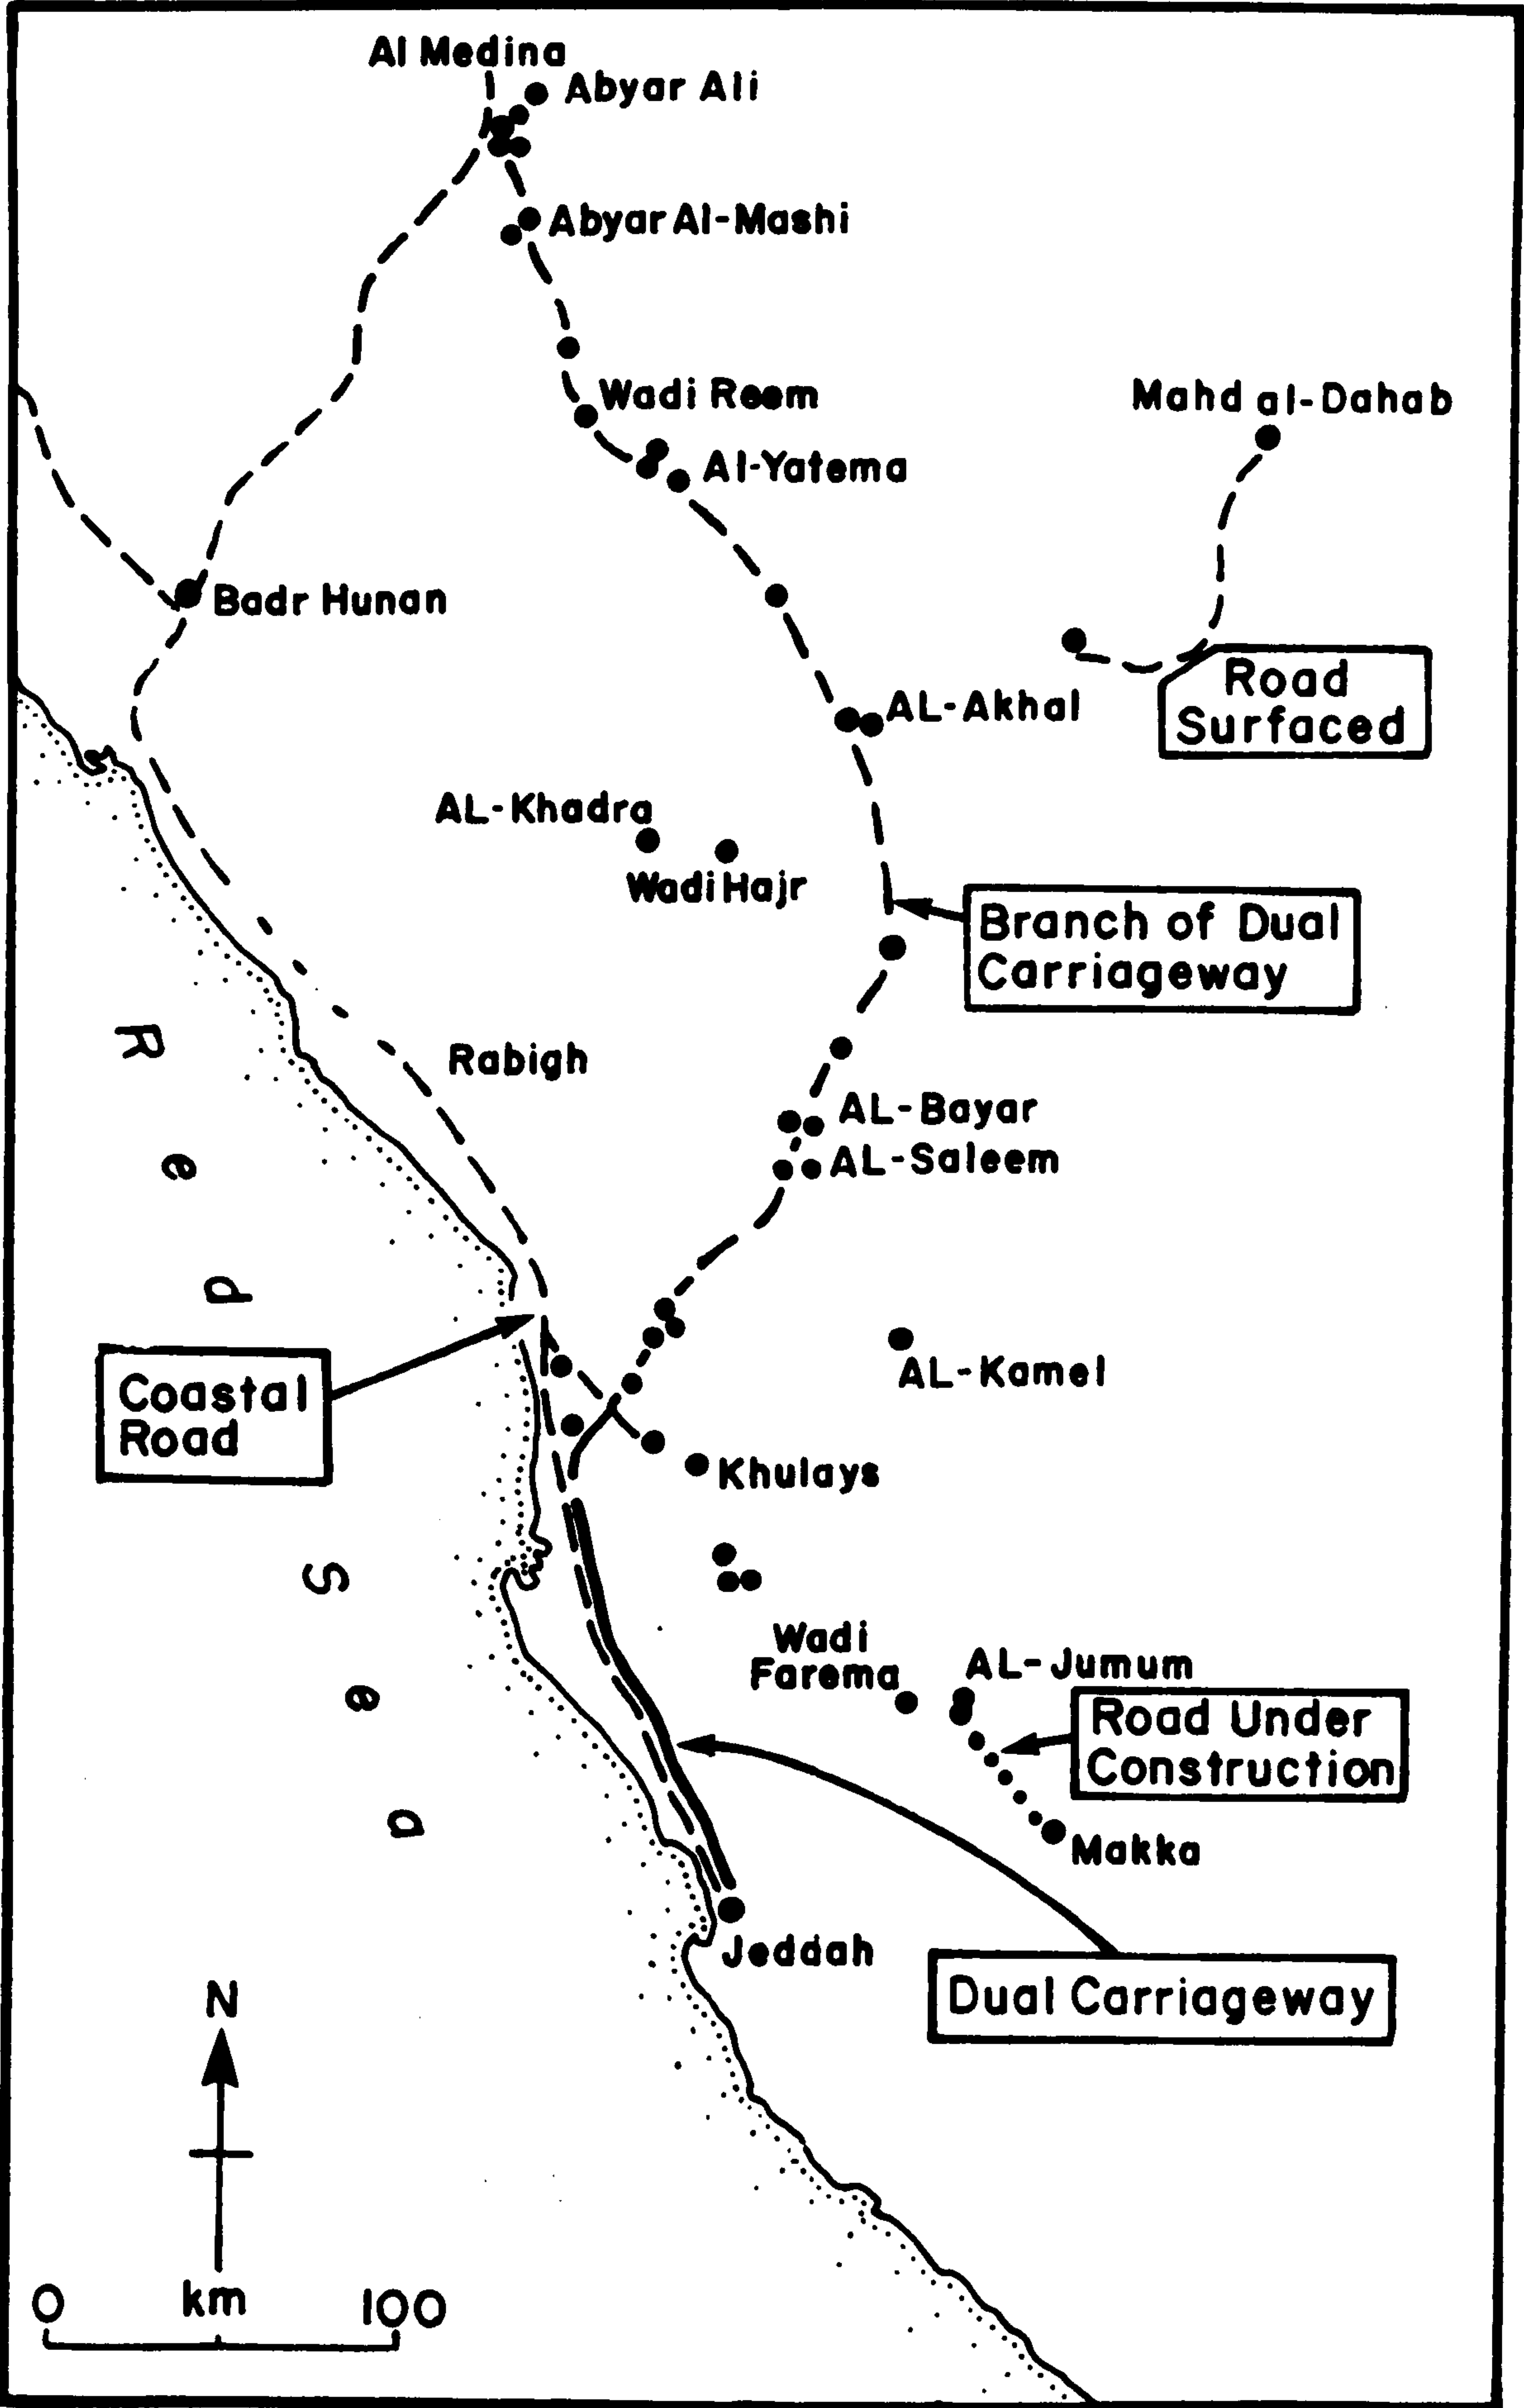 Al Medina
Abyar Ali
Abyar Al-Mashi
Wadi Reem
Mahd al-Dahab
Al-Yatema
Badr Hunan
Road
Surfaced
AL-Akhal
AL-Khadra
Wadi Hajr
Branch of Dual
Carriageway
Rabigh
AL-Bayar
AL-Saleem
Red Sea
AL-Kamel
Coastal
Road
Khulays
Wadi
Farema
AL-Jumum
Road Under
Construction
Makka
Jeddah
Dual Carriageway
N
0 km 100